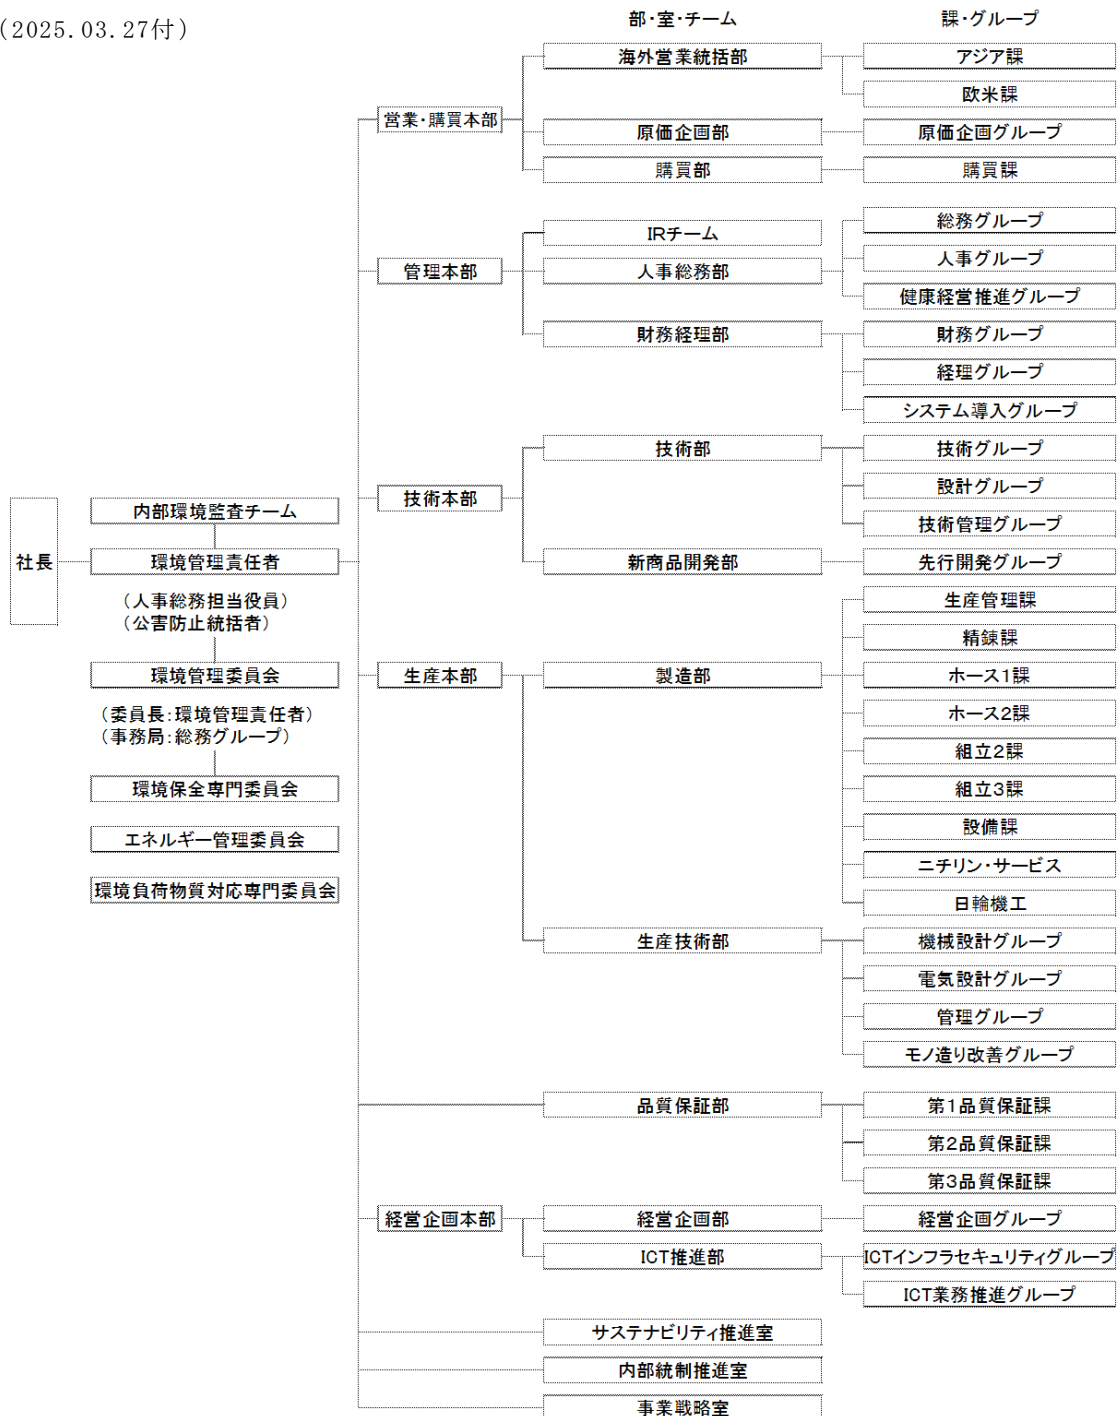 (2025.03.27付)
部・室・チーム
課・グループ
海外営業統括部
アジア課
欧米課
営業・購買本部
原価企画部
原価企画グループ
購買部
購買課
総務グループ
IRチーム
人事グループ
管理本部
人事総務部
健康経営推進グループ
財務経理部
財務グループ
経理グループ
システム導入グループ
技術部
技術グループ
設計グループ
技術本部
技術管理グループ
内部環境監査チーム
社長
環境管理責任者
新商品開発部
先行開発グループ
(人事総務担当役員)
(公害防止統括者)
生産管理課
精錬課
環境管理委員会
生産本部
製造部
ホース1課
(委員長:環境管理責任者)
(事務局:総務グループ)
ホース2課
組立2課
環境保全専門委員会
組立3課
エネルギー管理委員会
設備課
ニチリン・サービス
環境負荷物質対応専門委員会
日輪機工
生産技術部
機械設計グループ
電気設計グループ
管理グループ
モノ造り改善グループ
品質保証部
第1品質保証課
第2品質保証課
第3品質保証課
経営企画本部
経営企画部
経営企画グループ
ICT推進部
ICTインフラセキュリティグループ
ICT業務推進グループ
サステナビリティ推進室
内部統制推進室
事業戦略室